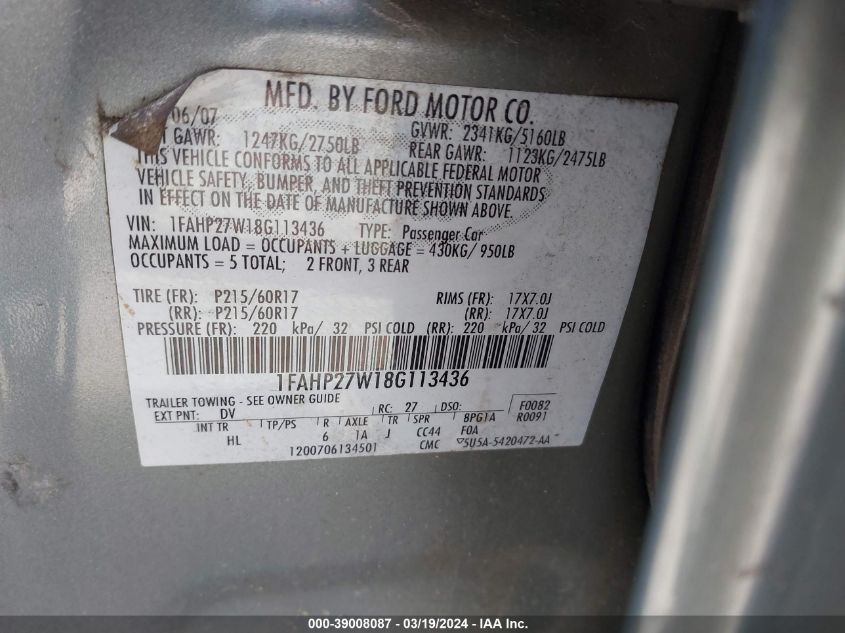 MFD. BY FORD MOTOR CO.
06/07 GVWR: 2341KG/5160LB
GAWR: 1247KG/2750LB REAR GAWR: 1123KG/2475LB
THIS VEHICLE CONFORMS TO ALL APPLICABLE FEDERAL MOTOR
VEHICLE SAFETY, BUMPER, AND THEFT PREVENTION STANDARDS
IN EFFECT ON THE DATE OF MANUFACTURE SHOWN ABOVE.
VIN: 1FAHP27W18G113436 TYPE: Passenger Car
MAXIMUM LOAD = OCCUPANTS + LUGGAGE = 430KG/ 950LB
OCCUPANTS = 5 TOTAL; 2 FRONT, 3 REAR
TIRE (FR): P215/60R17 RIMS (FR): 17X7.0J
(RR): P215/60R17 (RR): 17X7.0J
PRESSURE (FR): 220 kPa/ 32 PSI COLD (RR): 220 kPa/ 32 PSI COLD
1FAHP27W18G113436
TRAILER TOWING - SEE OWNER GUIDE
EXT PNT: DV RC: 27 DSO: F0082
INT TR TP/PS R AXLE TR SPR BPG1A R0091
HL 6 1A J CC44 FOA
1200706134501 CMC 5U5A-5420472-AA
000-39008087 - 03/19/2024 - IAA Inc.